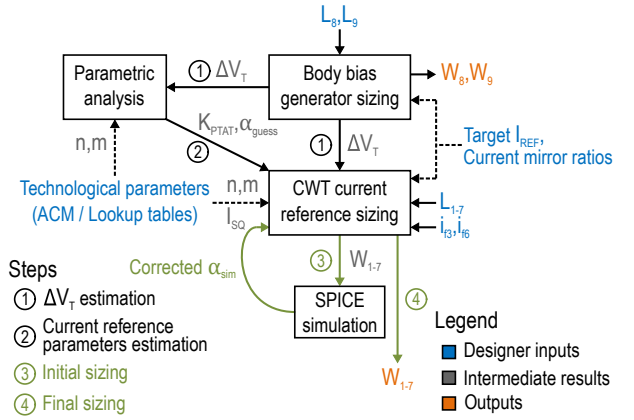 L8,L9
Parametric analysis
① ΔVT
Body bias generator sizing
W8,W9
KPTAT,αguess
②
① ΔVT
n,m
Target IREF, Current mirror ratios
Technological parameters (ACM / Lookup tables)
n,m
ISQ
CWT current reference sizing
L1-7
if3,if6
Corrected αsim
③ W1-7
④
SPICE simulation
W1-7
Steps
① ΔVT estimation
② Current reference parameters estimation
③ Initial sizing
④ Final sizing
Legend
Designer inputs
Intermediate results
Outputs